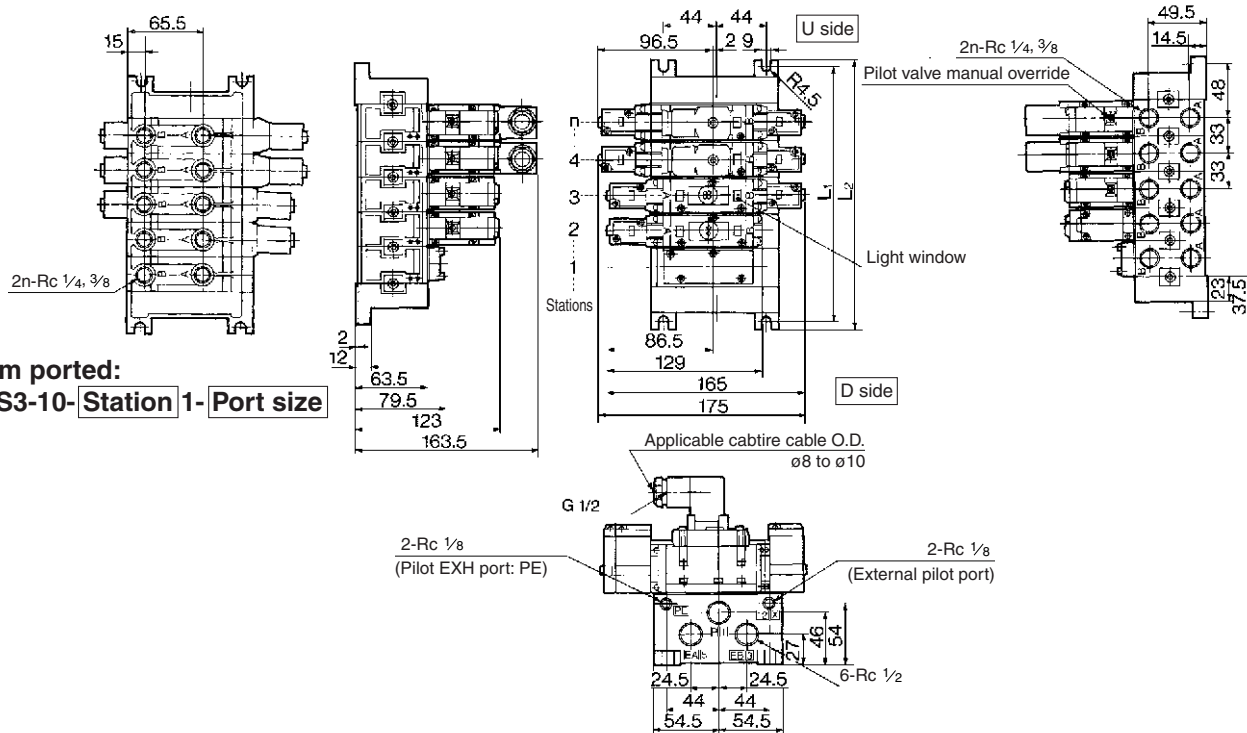 65.5
15
2n-Rc 1/4, 3/8
m ported:
S3-10- Station 1- Port size
2
12
63.5
79.5
123
163.5
44 44
96.5 2 9
U side
R4.5
n
4
3
2
1
Stations
L1
L2
Light window
86.5
129
165
175
D side
49.5
14.5
2n-Rc 1/4, 3/8
Pilot valve manual override
48
33
33
23
37.5
B A
B A
Applicable cabtire cable O.D.
ø8 to ø10
G 1/2
2-Rc 1/8
(Pilot EXH port: PE)
2-Rc 1/8
(External pilot port)
PE
46
54
27
6-Rc 1/2
24.5 24.5
44 44
54.5 54.5